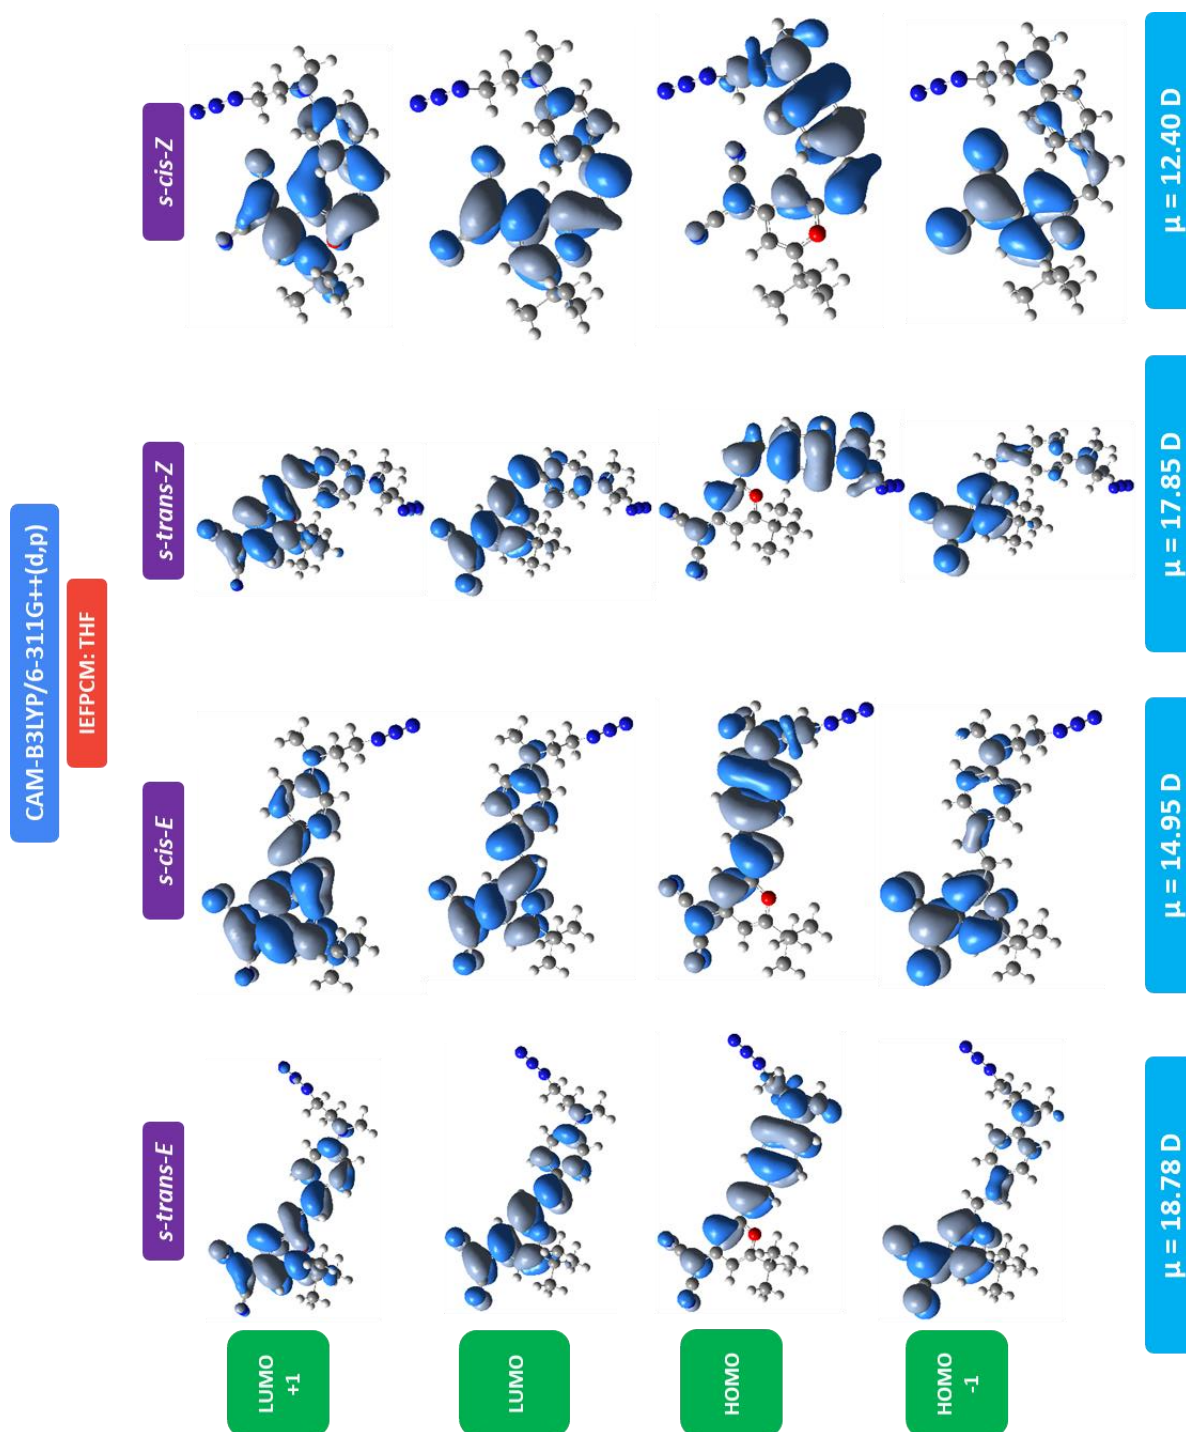 CAM-B3LYP/6-311G++(d,p)
IEFPCM: THF
s-trans-E
s-cis-E
s-trans-Z
s-cis-Z
LUMO
+1
LUMO
HOMO
HOMO
-1
μ = 18.78 D
μ = 14.95 D
μ = 17.85 D
μ = 12.40 D